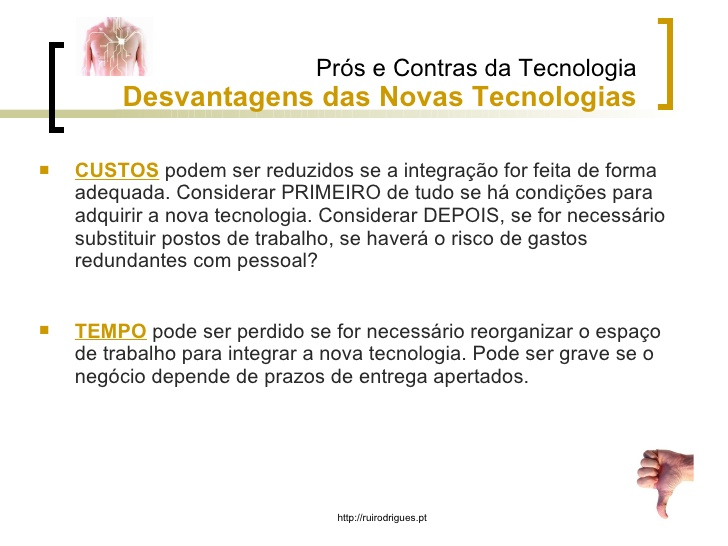 Prós e Contras da Tecnologia
Desvantagens das Novas Tecnologias
CUSTOS podem ser reduzidos se a integração for feita de forma
adequada. Considerar PRIMEIRO de tudo se há condições para
adquirir a nova tecnologia. Considerar DEPOIS, se for necessário
substituir postos de trabalho, se haverá o risco de gastos
redundantes com pessoal?
TEMPO pode ser perdido se for necessário reorganizar o espaço
de trabalho para integrar a nova tecnologia. Pode ser grave se o
negócio depende de prazos de entrega apertados.
http://ruirodrigues.pt